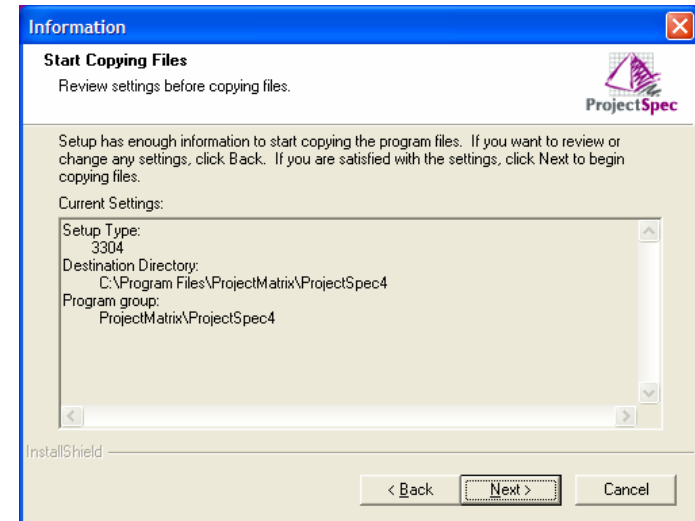 Information
Start Copying Files
Review settings before copying files.
ProjectSpec
Setup has enough information to start copying the program files. If you want to review or
change any settings, click Back. If you are satisfied with the settings, click Next to begin
copying files.
Current Settings:
Setup Type:
3304
Destination Directory:
C:\Program Files\ProjectMatrix\ProjectSpec4
Program group:
ProjectMatrix\ProjectSpec4
InstallShield
< Back Next > Cancel